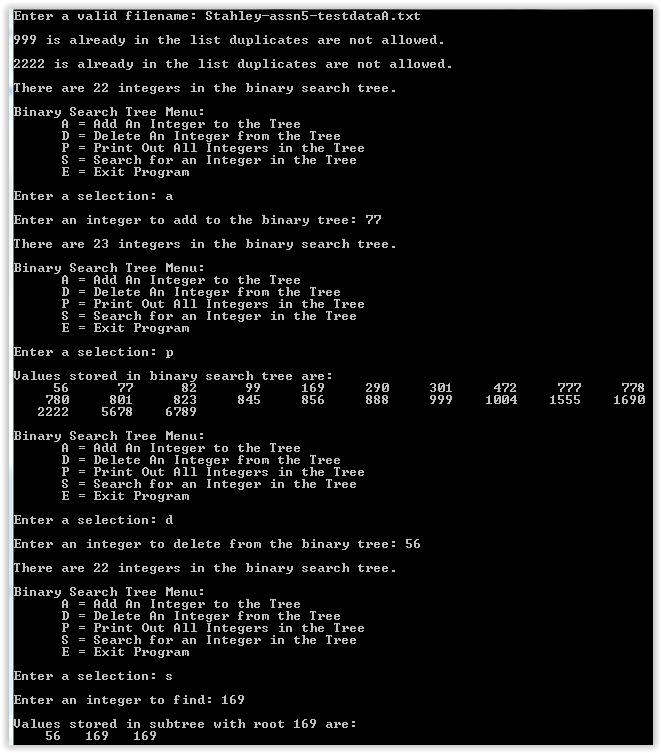 Enter a valid filename: Stahley-assn5-testdataA.txt
999 is already in the list duplicates are not allowed.
2222 is already in the list duplicates are not allowed.
There are 22 integers in the binary search tree.
Binary Search Tree Menu:
A = Add An Integer to the Tree
D = Delete An Integer from the Tree
P = Print Out All Integers in the Tree
S = Search for an Integer in the Tree
E = Exit Program
Enter a selection: a
Enter an integer to add to the binary tree: 77
There are 23 integers in the binary search tree.
Binary Search Tree Menu:
A = Add An Integer to the Tree
D = Delete An Integer from the Tree
P = Print Out All Integers in the Tree
S = Search for an Integer in the Tree
E = Exit Program
Enter a selection: p
Values stored in binary search tree are:
56 77 82 99 169 290 301 472 777 778
780 801 823 845 856 888 999 1004 1555 1690
2222 5678 6789
Binary Search Tree Menu:
A = Add An Integer to the Tree
D = Delete An Integer from the Tree
P = Print Out All Integers in the Tree
S = Search for an Integer in the Tree
E = Exit Program
Enter a selection: d
Enter an integer to delete from the binary tree: 56
There are 22 integers in the binary search tree.
Binary Search Tree Menu:
A = Add An Integer to the Tree
D = Delete An Integer from the Tree
P = Print Out All Integers in the Tree
S = Search for an Integer in the Tree
E = Exit Program
Enter a selection: s
Enter an integer to find: 169
Values stored in subtree with root 169 are:
56 169 169